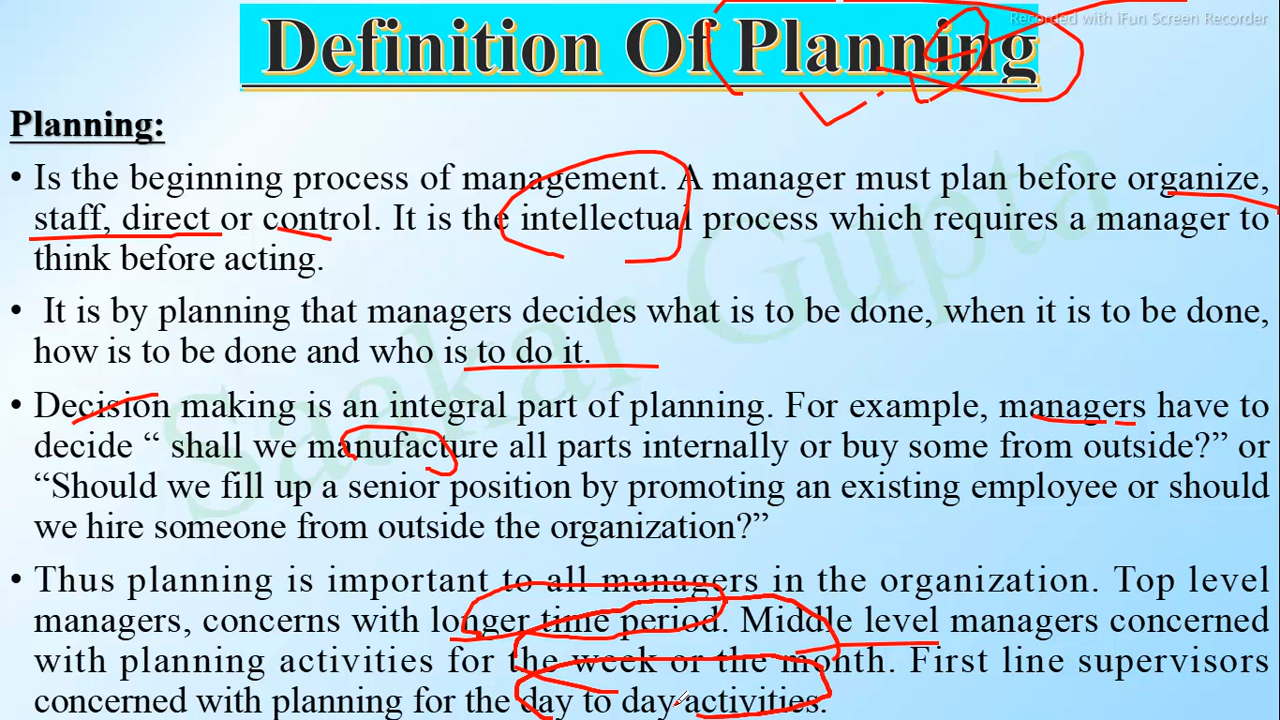 Recorded with iFun Screen Recorder
Definition Of Planning
Planning:
• Is the beginning process of management. A manager must plan before organize,
staff, direct or control. It is the intellectual process which requires a manager to
think before acting.
• It is by planning that managers decides what is to be done, when it is to be done,
how is to be done and who is to do it.
• Decision making is an integral part of planning. For example, managers have to
decide “ shall we manufacture all parts internally or buy some from outside?” or
“Should we fill up a senior position by promoting an existing employee or should
we hire someone from outside the organization?”
• Thus planning is important to all managers in the organization. Top level
managers, concerns with longer time period. Middle level managers concerned
with planning activities for the week or the month. First line supervisors
concerned with planning for the day to day activities.
Saakar Gupta